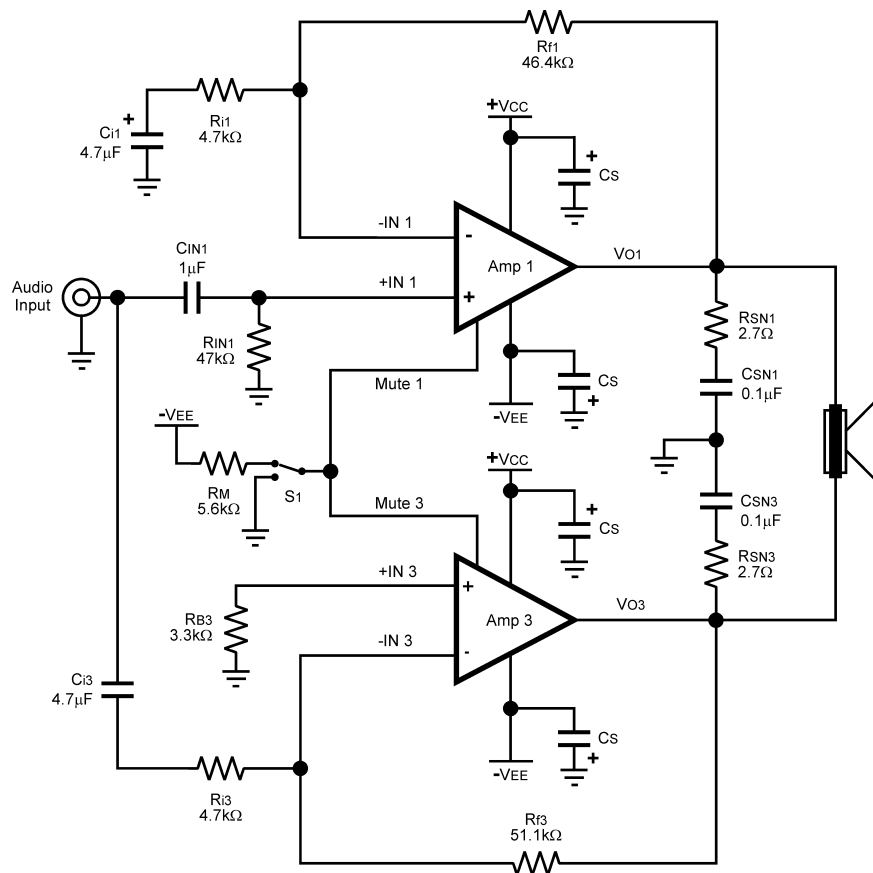 Rf1
46.4kΩ
Ri1
4.7kΩ
+
Ci1
4.7µF
+VCC
+
CS
-IN 1
-
Amp 1
VO1
CIN1
1µF
Audio
Input
+IN 1
+
RIN1
47kΩ
RSN1
2.7Ω
Mute 1
CS
+
-VEE
CSN1
0.1µF
-VEE
RM
5.6kΩ
S1
+VCC
+
CS
Mute 3
CSN3
0.1µF
RSN3
2.7Ω
+IN 3
+
RB3
3.3kΩ
Amp 3
VO3
-IN 3
-
Ci3
4.7µF
CS
+
-VEE
Ri3
4.7kΩ
Rf3
51.1kΩ